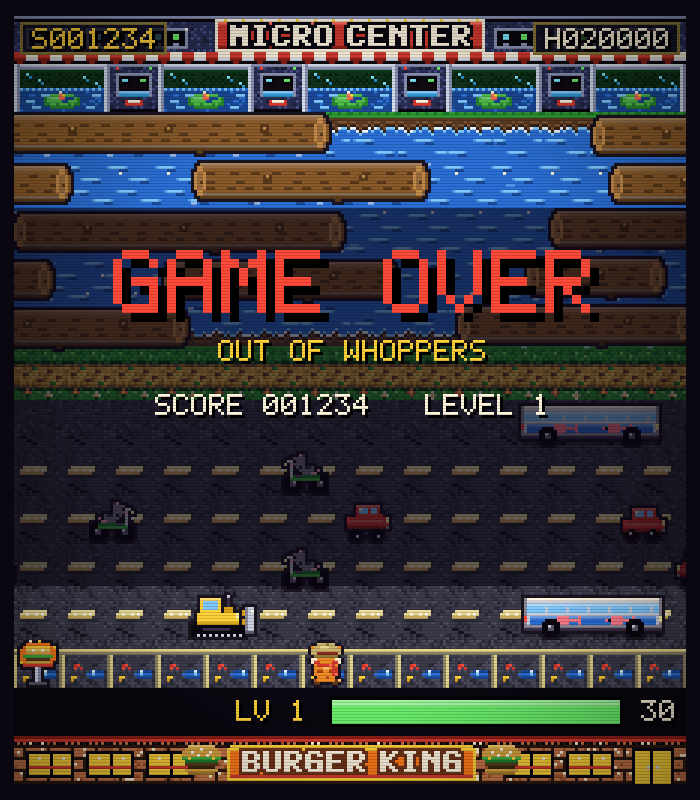 S001234
MICRO CENTER
H020000
GAME OVER
OUT OF WHOPPERS
SCORE 001234 LEVEL 1
LV 1
30
BURGER KING